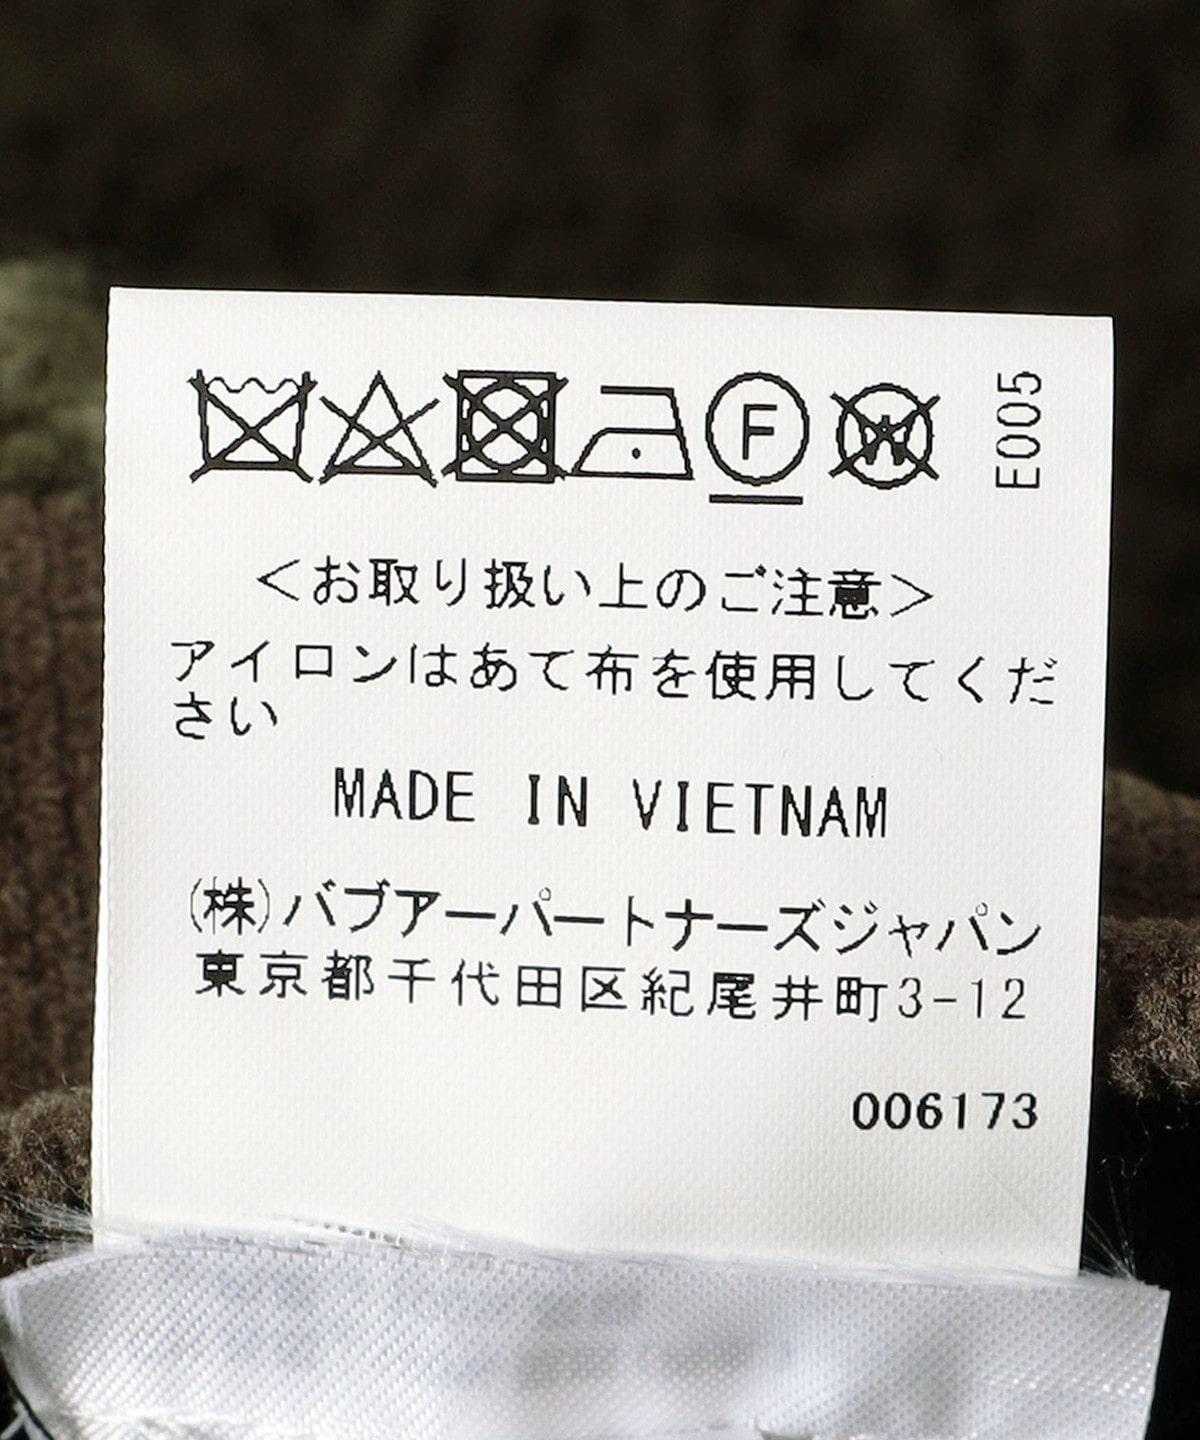 F
W
E005
<お取り扱い上のご注意>
アイロンはあて布を使用してくだ
さい
MADE IN VIETNAM
(株)バブアーパートナーズジャパン
東京都千代田区紀尾井町3-12
006173